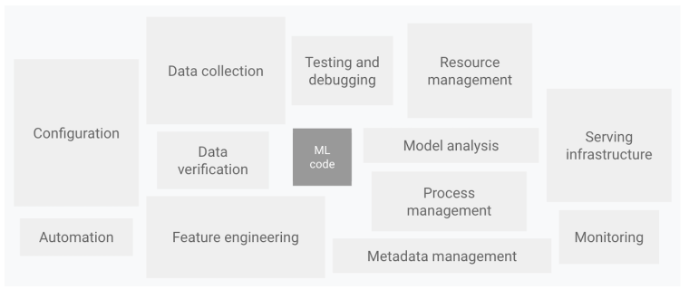 Configuration
Automation
Data collection
Data
verification
Feature engineering
Testing and
debugging
ML
code
Resource
management
Model analysis
Process
management
Metadata management
Serving
infrastructure
Monitoring